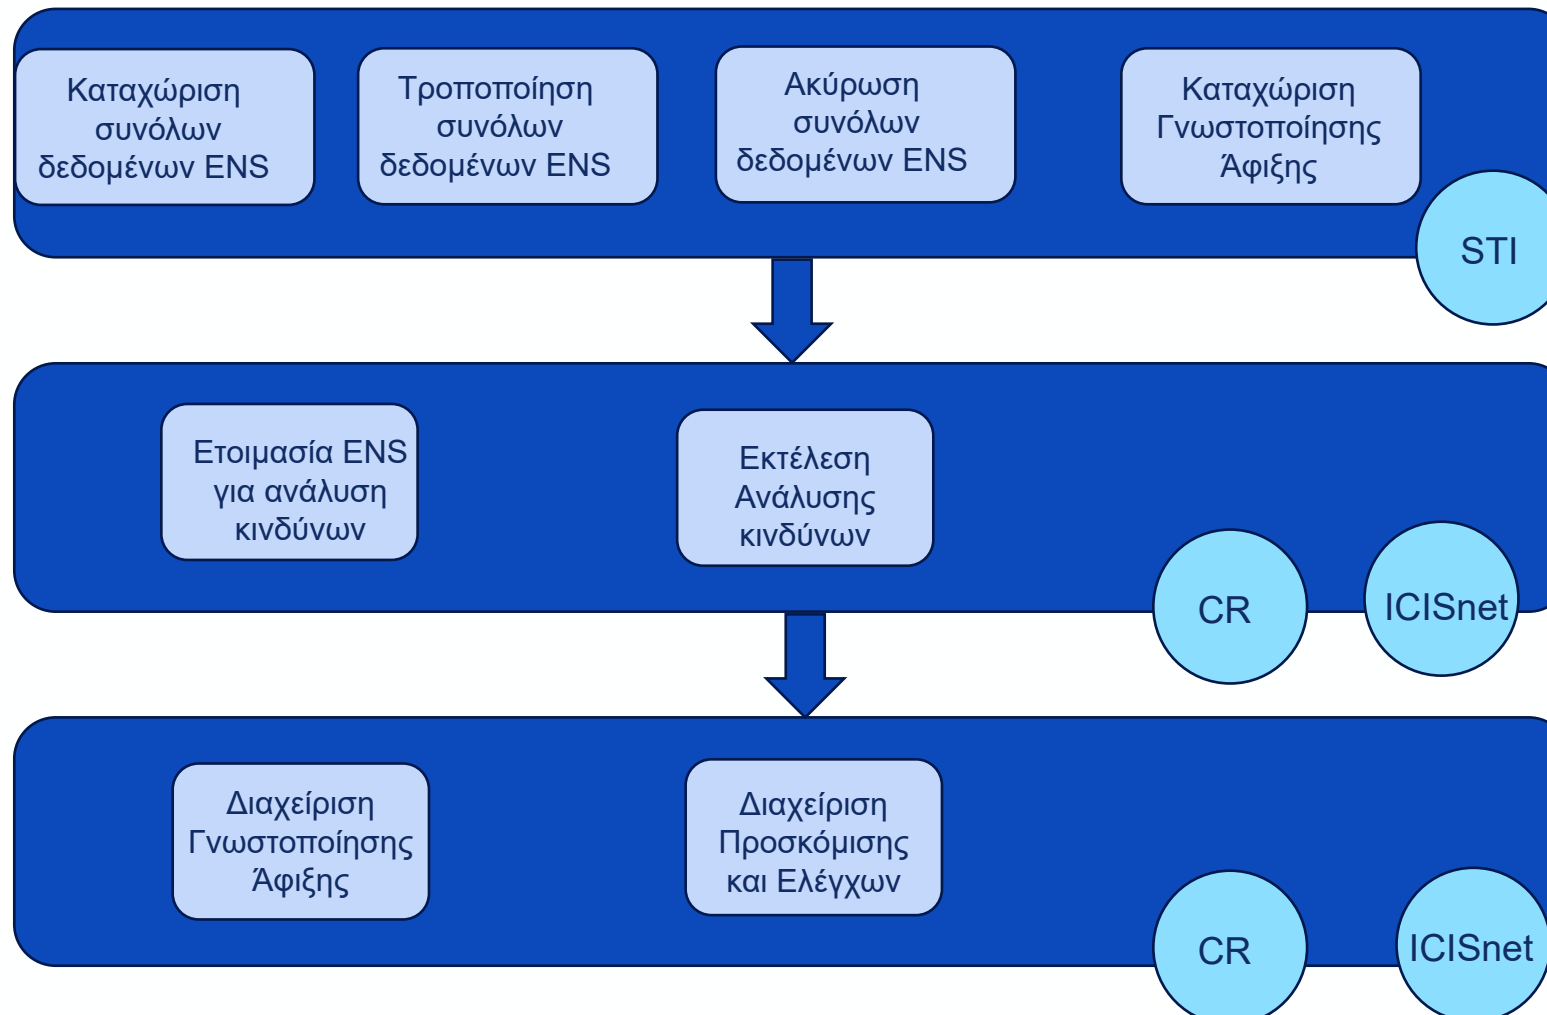 Καταχώριση
συνόλων
δεδομένων ENS
Τροποποίηση
συνόλων
δεδομένων ENS
Ακύρωση
συνόλων
δεδομένων ENS
Καταχώριση
Γνωστοποίησης
Άφιξης
STI
Ετοιμασία ENS
για ανάλυση
κινδύνων
Εκτέλεση
Ανάλυσης
κινδύνων
CR
ICISnet
Διαχείριση
Γνωστοποίησης
Άφιξης
Διαχείριση
Προσκόμισης
και Ελέγχων
CR
ICISnet